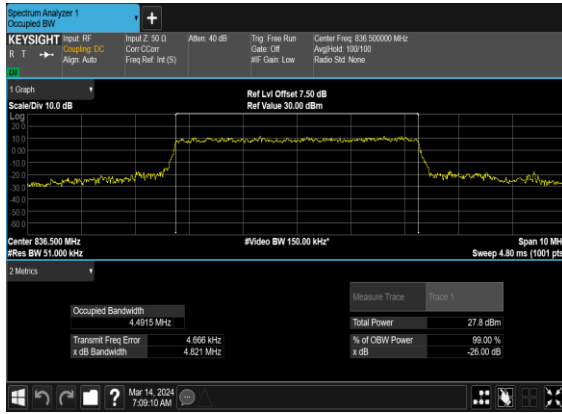 Spectrum Analyzer 1
Occupied BW
+
KEYSIGHT
R T
LW
Input: RF
Coupling: DC
Align: Auto
Input Z: 50 Ω
Corr CCorr
Freq Ref: Int (S)
Atten: 40 dB
Trig: Free Run
Gate: Off
#IF Gain: Low
Center Freq: 836.500000 MHz
Avg|Hold: 100/100
Radio Std: None
1 Graph
Scale/Div 10.0 dB
Ref Lvl Offset 7.50 dB
Ref Value 30.00 dBm
Log
20.0
10.0
0.00
-10.0
-20.0
-30.0
-40.0
-50.0
-60.0
Center 836.500 MHz
#Res BW 51.000 kHz
#Video BW 150.00 kHz*
Span 10 MH
Sweep 4.80 ms (1001 pts
2 Metrics
Measure Trace Trace 1
Occupied Bandwidth
4.4915 MHz
Total Power 27.8 dBm
Transmit Freq Error 4.666 kHz
% of OBW Power 99.00 %
x dB Bandwidth 4.821 MHz
x dB -26.00 dB
?
Mar 14, 2024
7:09:10 AM